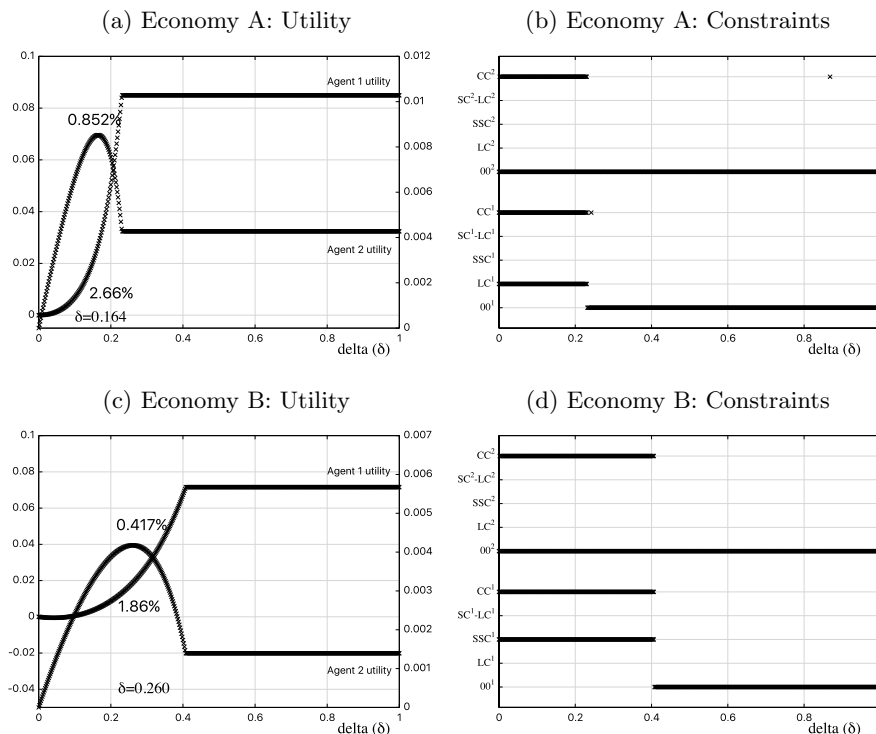 (a) Economy A: Utility
0.1
0.08
0.06
0.04
0.02
0
0.012
0.01
0.008
0.006
0.004
0.002
0
Agent 1 utility
0.852%
Agent 2 utility
2.66%
δ=0.164
0 0.2 0.4 0.6 0.8 1
delta (δ)
(b) Economy A: Constraints
CC²
SC²-LC²
SSC²
LC²
00²
CC¹
SC¹-LC¹
SSC¹
LC¹
00¹
0 0.2 0.4 0.6 0.8
delta (δ)
(c) Economy B: Utility
0.1
0.08
0.06
0.04
0.02
0
-0.02
-0.04
0.007
0.006
0.005
0.004
0.003
0.002
0.001
0
Agent 1 utility
0.417%
1.86%
Agent 2 utility
δ=0.260
0 0.2 0.4 0.6 0.8 1
delta (δ)
(d) Economy B: Constraints
CC²
SC²-LC²
SSC²
LC²
00²
CC¹
SC¹-LC¹
SSC¹
LC¹
00¹
0 0.2 0.4 0.6 0.8
delta (δ)